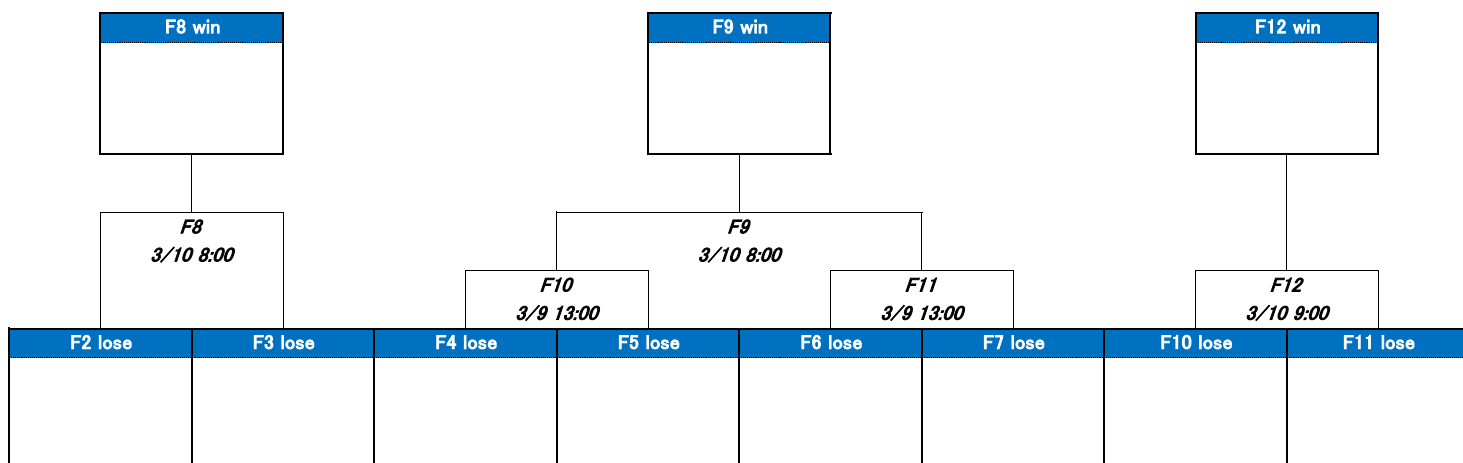 F8 win
F9 win
F12 win
F8
3/10 8:00
F9
3/10 8:00
F10
3/9 13:00
F11
3/9 13:00
F12
3/10 9:00
F2 lose
F3 lose
F4 lose
F5 lose
F6 lose
F7 lose
F10 lose
F11 lose